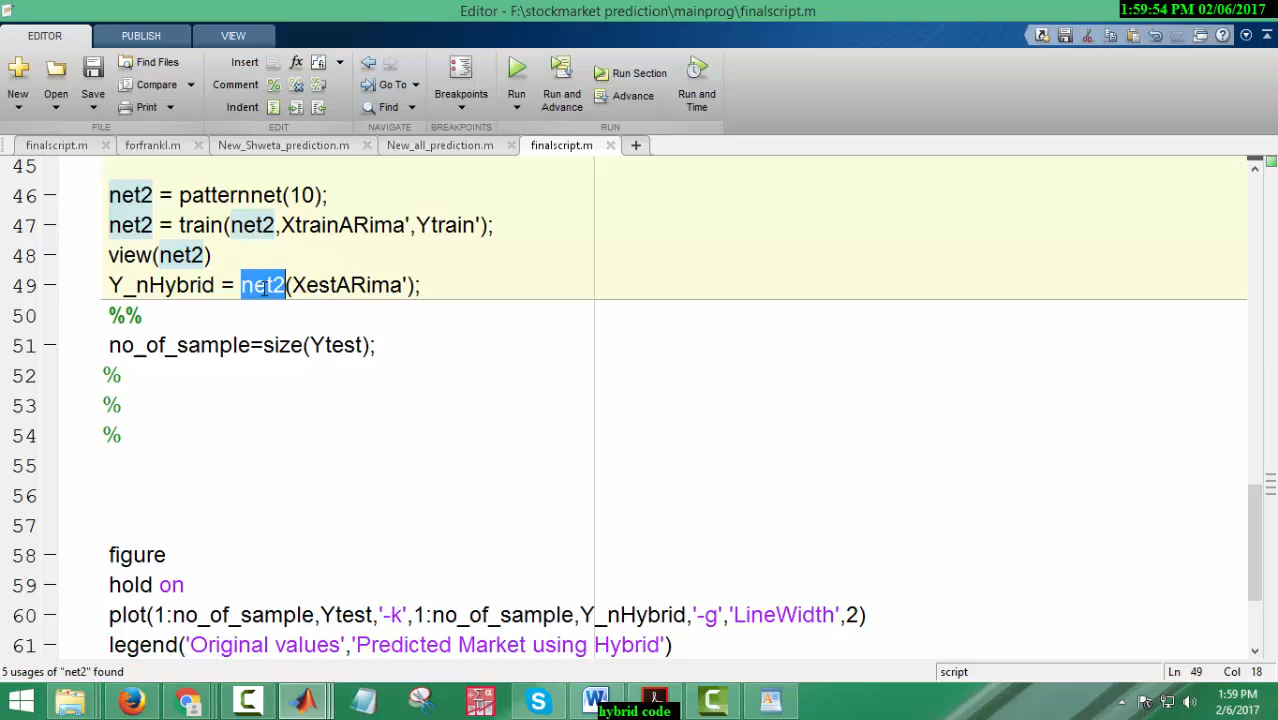 Editor - F:\stockmarket prediction\mainprog\finalscript.m
1:59:54 PM 02/06/2017
EDITOR PUBLISH VIEW
New Open Save
Find Files
Compare
Print
Insert fx
Comment
Indent
Go To
Find
Breakpoints
Run
Run and Advance
Run Section
Advance
Run and Time
FILE EDIT NAVIGATE BREAKPOINTS RUN
finalscript.m forfrankl.m New_Shweta_prediction.m New_all_prediction.m finalscript.m
45
46 net2 = patternnet(10);
47 net2 = train(net2,XtrainARima',Ytrain');
48 view(net2)
49 Y_nHybrid = net2(XestARima');
50 %%
51 no_of_sample=size(Ytest);
52 %
53 %
54 %
55
56
57
58 figure
59 hold on
60 plot(1:no_of_sample,Ytest,'-k',1:no_of_sample,Y_nHybrid,'-g','LineWidth',2)
61 legend('Original values','Predicted Market using Hybrid')
5 usages of "net2" found
script
Ln 49 Col 18
hybrid code
1:59 PM
2/6/2017